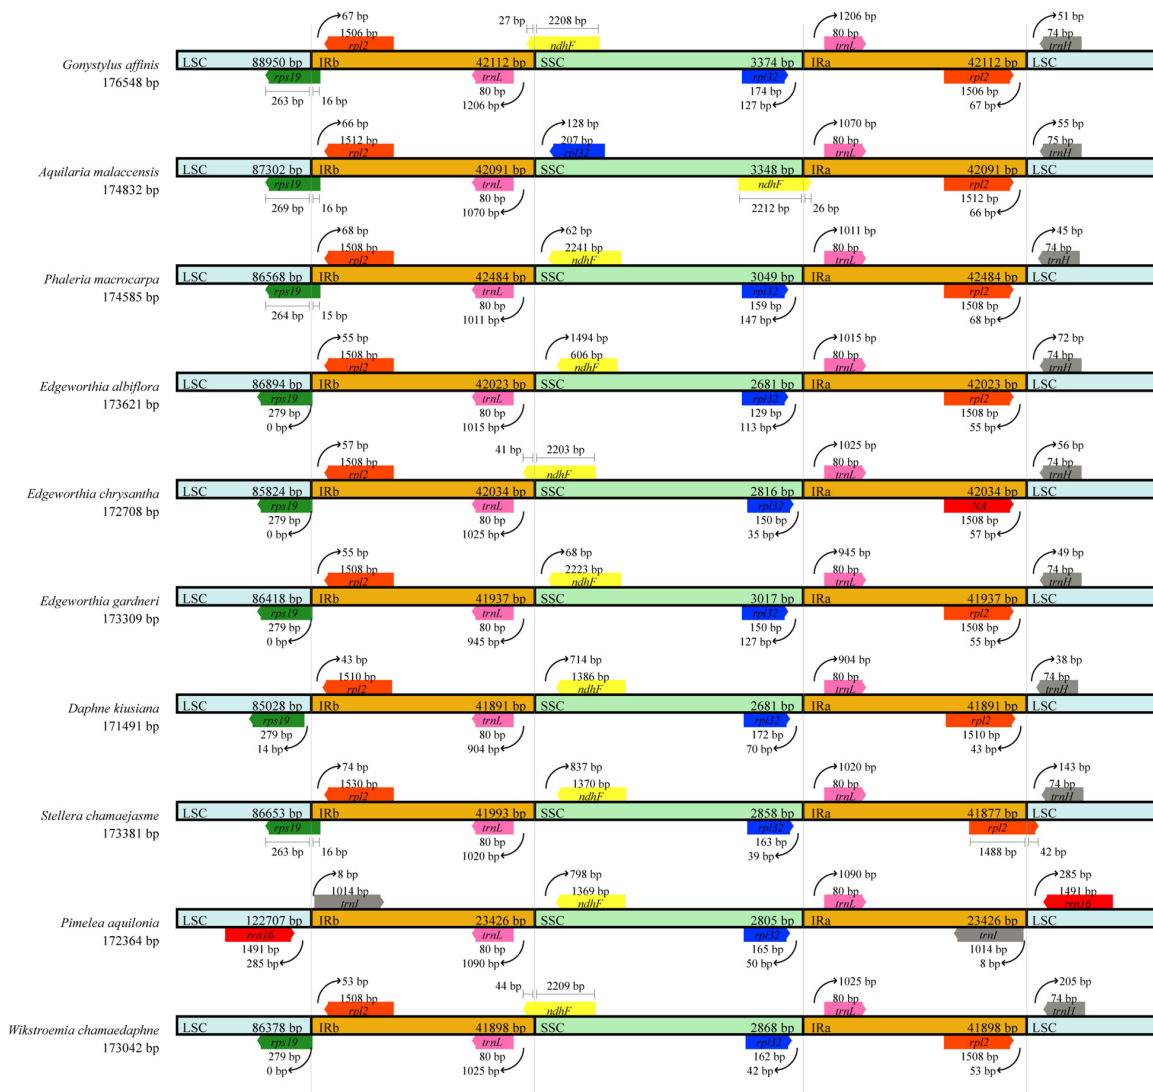 67 bp 27 bp 2208 bp 1206 bp 51 bp
1506 bp 80 bp 74 bp
rpl2 ndhF trnL trnH
LSC 88950 bp IRb 42112 bp SSC 3374 bp IRa 42112 bp LSC
Gonystylus affinis
176548 bp
rps19 trnL rpl32 rpl2
80 bp 174 bp 1506 bp
263 bp 16 bp 1206 bp 127 bp 67 bp
66 bp 128 bp 1070 bp 55 bp
1512 bp 207 bp 80 bp 75 bp
rpl2 rpl32 trnL trnH
LSC 87302 bp IRb 42091 bp SSC 3348 bp IRa 42091 bp LSC
Aquilaria malaccensis
174832 bp
rps19 trnL ndhF rpl2
80 bp 1512 bp
269 bp 16 bp 1070 bp 2212 bp 26 bp 66 bp
68 bp 62 bp 1011 bp 45 bp
1508 bp 2241 bp 80 bp 74 bp
rpl2 ndhF trnL trnH
LSC 86568 bp IRb 42484 bp SSC 3049 bp IRa 42484 bp LSC
Phaleria macrocarpa
174585 bp
rps19 trnL rpl32 rpl2
80 bp 159 bp 1508 bp
264 bp 15 bp 1011 bp 147 bp 68 bp
55 bp 1494 bp 1015 bp 72 bp
1508 bp 606 bp 80 bp 74 bp
rpl2 ndhF trnL trnH
LSC 86894 bp IRb 42023 bp SSC 2681 bp IRa 42023 bp LSC
Edgeworthia albiflora
173621 bp
rps19 trnL rpl32 rpl2
279 bp 80 bp 129 bp 1508 bp
0 bp 1015 bp 113 bp 55 bp
57 bp 41 bp 2203 bp 1025 bp 56 bp
1508 bp 80 bp 74 bp
rpl2 ndhF trnL trnH
LSC 85824 bp IRb 42034 bp SSC 2816 bp IRa 42034 bp LSC
Edgeworthia chrysantha
172708 bp
rps19 trnL rpl32 NA
279 bp 80 bp 150 bp 1508 bp
0 bp 1025 bp 35 bp 57 bp
55 bp 68 bp 945 bp 49 bp
1508 bp 2223 bp 80 bp 74 bp
rpl2 ndhF trnL trnH
LSC 86418 bp IRb 41937 bp SSC 3017 bp IRa 41937 bp LSC
Edgeworthia gardneri
173309 bp
rps19 trnL rpl32 rpl2
279 bp 80 bp 150 bp 1508 bp
0 bp 945 bp 127 bp 55 bp
43 bp 714 bp 904 bp 38 bp
1510 bp 1386 bp 80 bp 74 bp
rpl2 ndhF trnL trnH
LSC 85028 bp IRb 41891 bp SSC 2681 bp IRa 41891 bp LSC
Daphne kiusiana
171491 bp
rps19 trnL rpl32 rpl2
279 bp 80 bp 172 bp 1510 bp
14 bp 904 bp 70 bp 43 bp
74 bp 837 bp 1020 bp 143 bp
1530 bp 1370 bp 80 bp 74 bp
rpl2 ndhF trnL trnH
LSC 86653 bp IRb 41993 bp SSC 2858 bp IRa 41877 bp LSC
Stellera chamaejasme
173381 bp
rps19 trnL rpl32 rpl2
80 bp 163 bp
263 bp 16 bp 1020 bp 39 bp 1488 bp 42 bp
8 bp 798 bp 1090 bp 285 bp
1014 bp 1369 bp 80 bp 1491 bp
trnI ndhF trnL rrn16
LSC 122707 bp IRb 23426 bp SSC 2805 bp IRa 23426 bp LSC
Pimelea aquilonia
172364 bp
rrn16 trnL rpl32 trnI
1491 bp 80 bp 165 bp 1014 bp
285 bp 1090 bp 50 bp 8 bp
53 bp 44 bp 2209 bp 1025 bp 205 bp
1508 bp 80 bp 74 bp
rpl2 ndhF trnL trnH
LSC 86378 bp IRb 41898 bp SSC 2868 bp IRa 41898 bp LSC
Wikstroemia chamaedaphne
173042 bp
rps19 trnL rpl32 rpl2
279 bp 80 bp 162 bp 1508 bp
0 bp 1025 bp 42 bp 53 bp